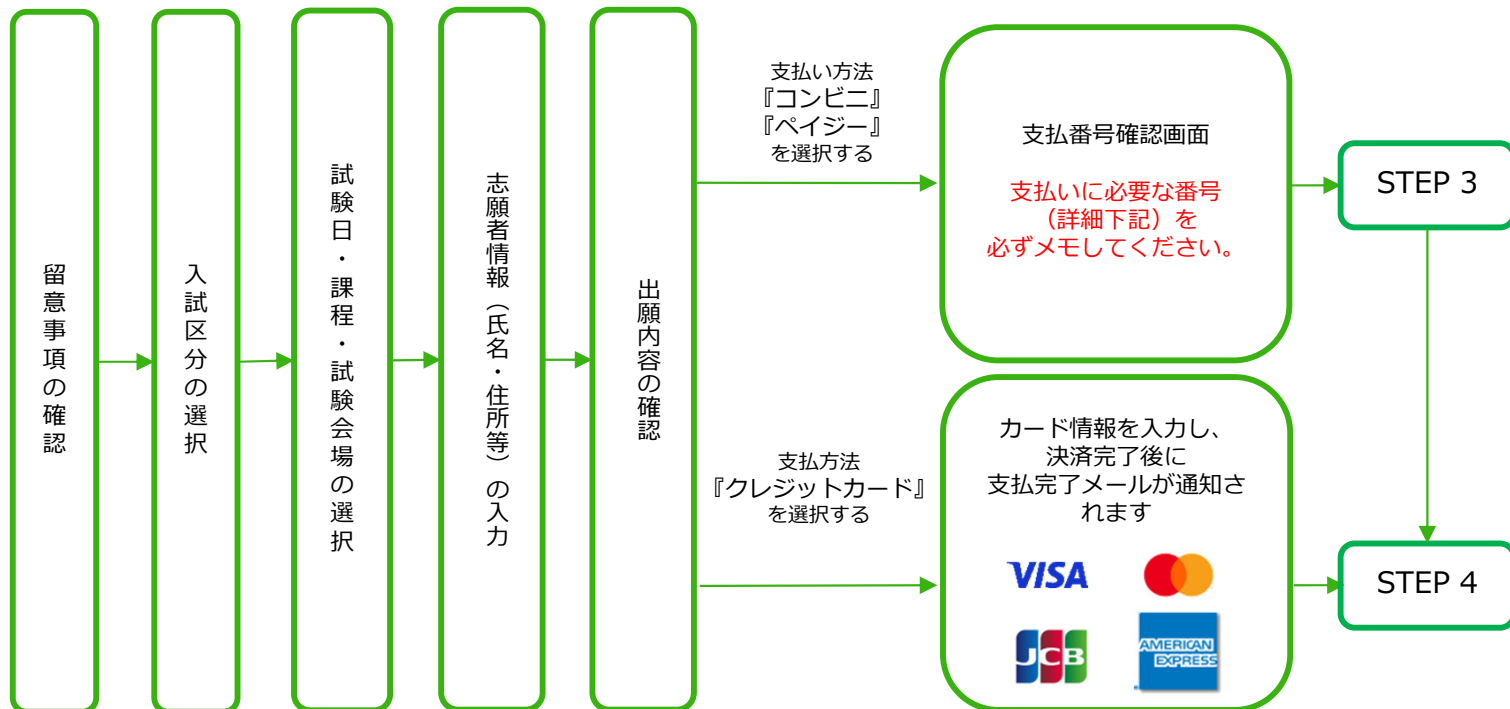 留意事項の確認
入試区分の選択
試験日・課程・試験会場の選択
志願者情報（氏名・住所等）の入力
出願内容の確認
支払い方法
『コンビニ』
『ペイジー』
を選択する
支払番号確認画面
支払いに必要な番号
（詳細下記）を
必ずメモしてください。
STEP 3
支払方法
『クレジットカード』
を選択する
カード情報を入力し、
決済完了後に
支払完了メールが通知さ
れます
VISA
JCB
AMERICAN
EXPRESS
STEP 4